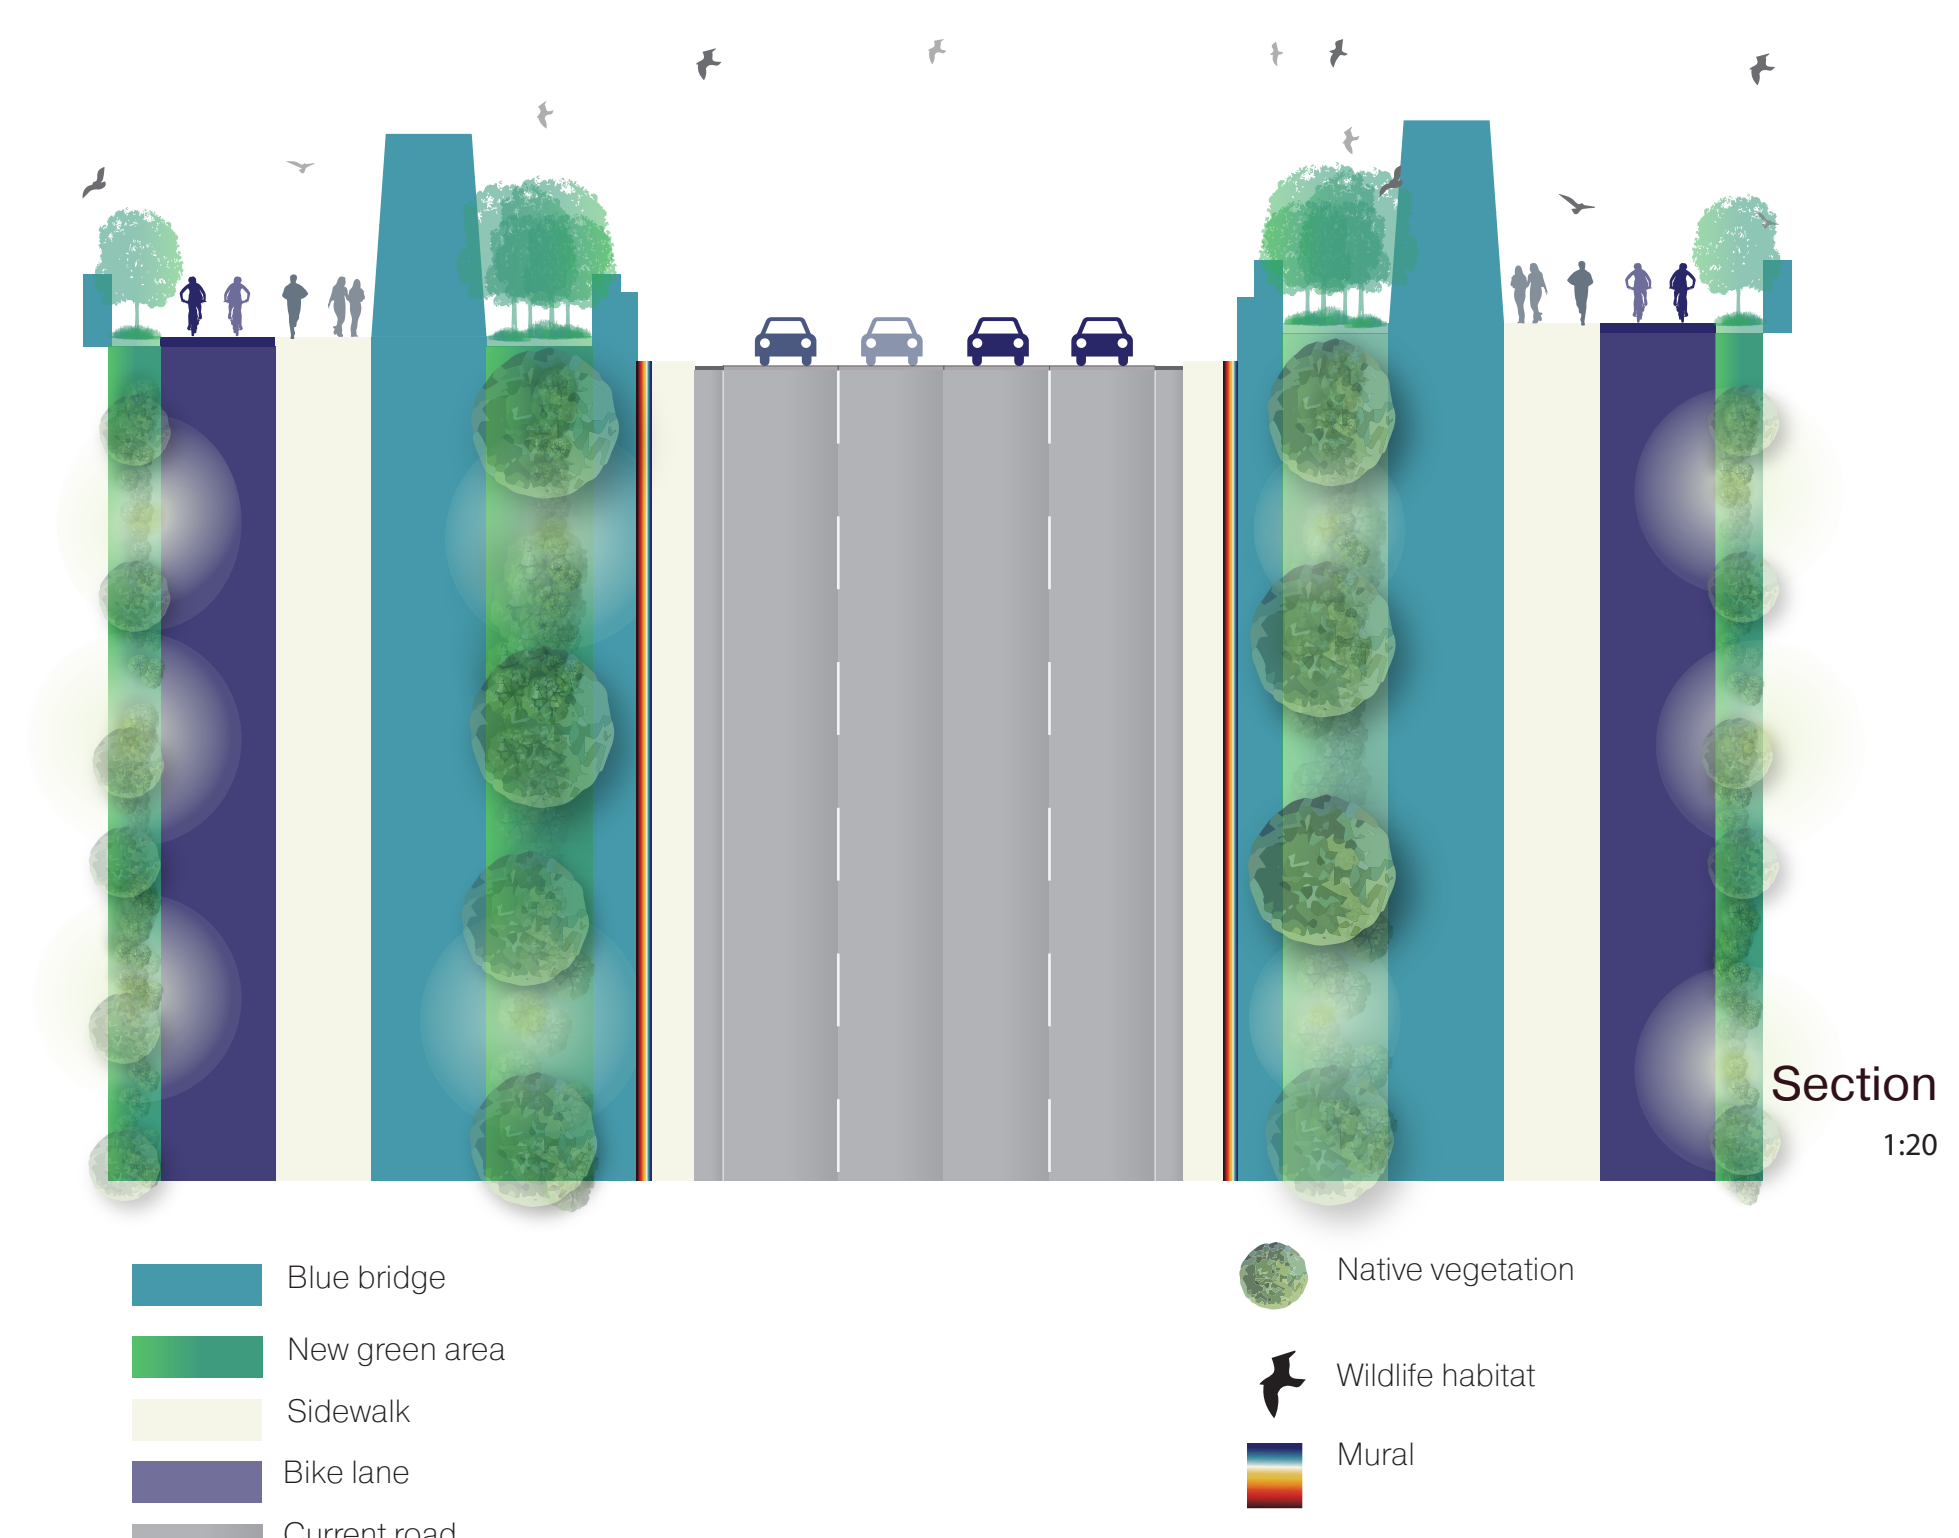 Section
1:20
Blue bridge
New green area
Sidewalk
Bike lane
Current road
Native vegetation
Wildlife habitat
Mural